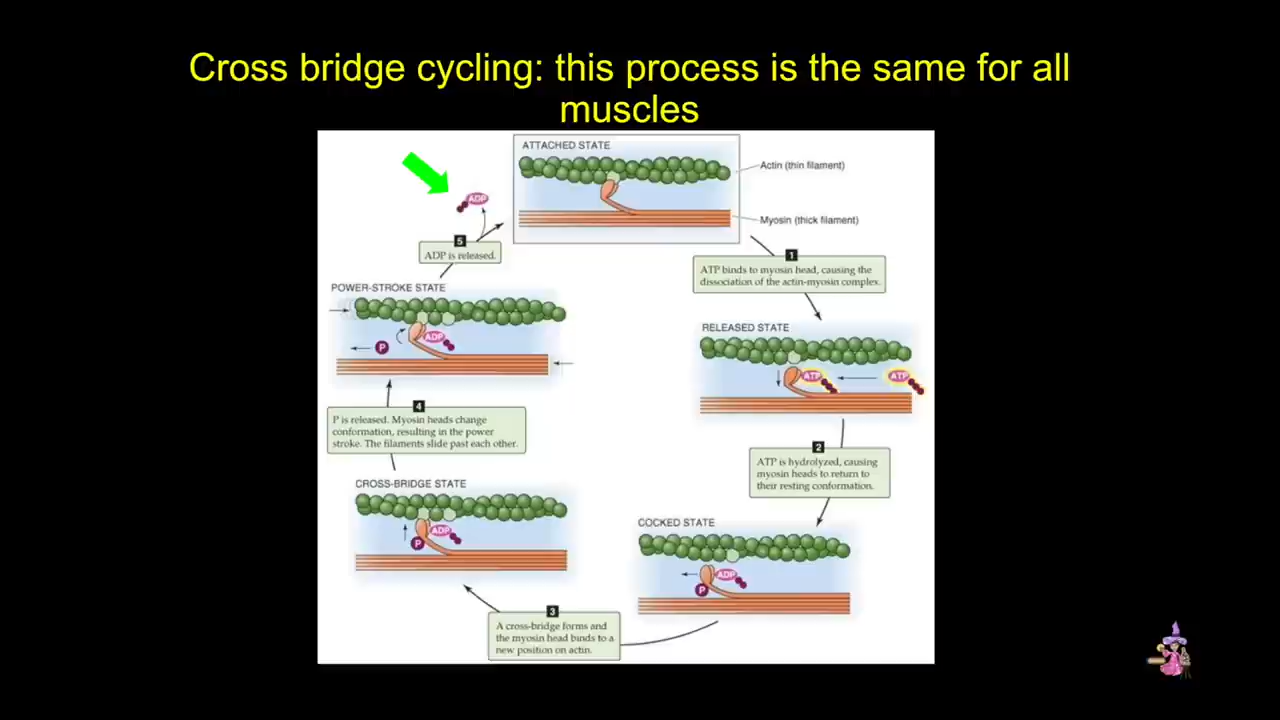 Cross bridge cycling: this process is the same for all
muscles
ATTACHED STATE
Actin (thin filament)
Myosin (thick filament)
ADP
5
ADP is released.
1
ATP binds to myosin head, causing the
dissociation of the actin-myosin complex.
POWER-STROKE STATE
ADP
P
RELEASED STATE
ATP
ATP
4
P is released. Myosin heads change
conformation, resulting in the power
stroke. The filaments slide past each other.
2
ATP is hydrolyzed, causing
myosin heads to return to
their resting conformation.
CROSS-BRIDGE STATE
ADP
P
COCKED STATE
ADP
P
3
A cross-bridge forms and
the myosin head binds to a
new position on actin.